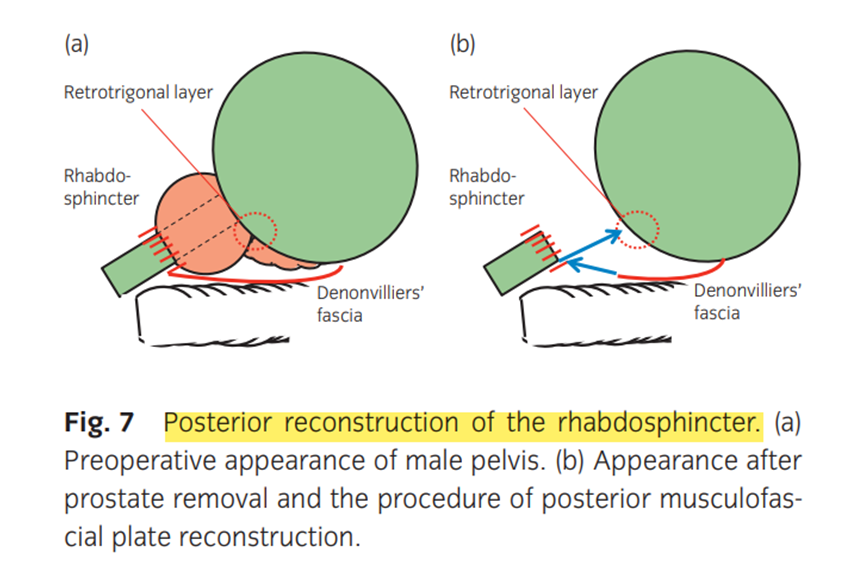 (a)
Retrotrigonal layer
Rhabdo-
sphincter
Denonvilliers’
fascia
(b)
Retrotrigonal layer
Rhabdo-
sphincter
Denonvilliers’
fascia
Fig. 7 Posterior reconstruction of the rhabdosphincter. (a)
Preoperative appearance of male pelvis. (b) Appearance after
prostate removal and the procedure of posterior musculofas-
cial plate reconstruction.